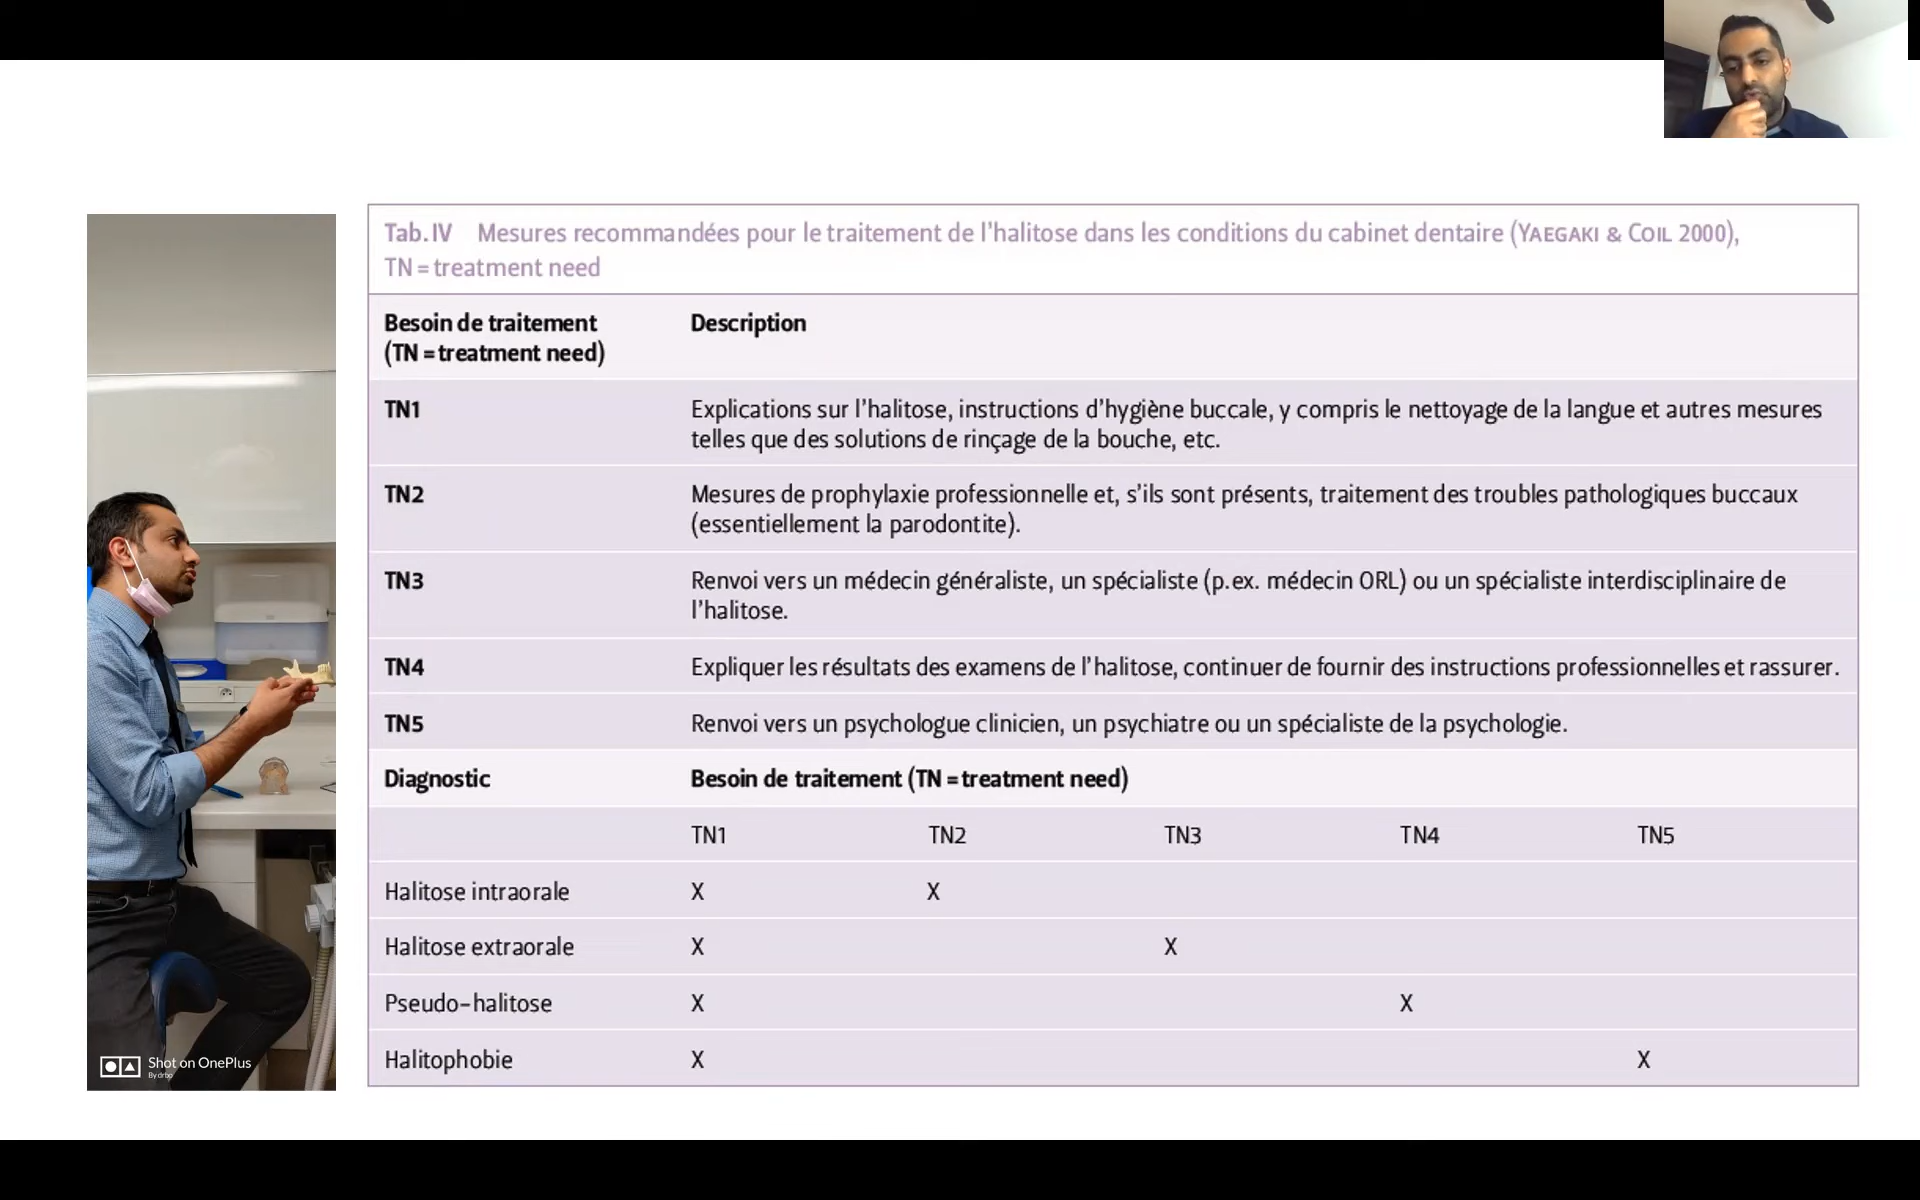 Tab. IV Mesures recommandées pour le traitement de l'halitose dans les conditions du cabinet dentaire (YAEGAKI & COIL 2000),
TN = treatment need
Besoin de traitement Description
(TN = treatment need)
TN1 Explications sur l'halitose, instructions d'hygiène buccale, y compris le nettoyage de la langue et autres mesures
telles que des solutions de rinçage de la bouche, etc.
TN2 Mesures de prophylaxie professionnelle et, s'ils sont présents, traitement des troubles pathologiques buccaux
(essentiellement la parodontite).
TN3 Renvoi vers un médecin généraliste, un spécialiste (p.ex. médecin ORL) ou un spécialiste interdisciplinaire de
l'halitose.
TN4 Expliquer les résultats des examens de l'halitose, continuer de fournir des instructions professionnelles et rassurer.
TN5 Renvoi vers un psychologue clinicien, un psychiatre ou un spécialiste de la psychologie.
Diagnostic Besoin de traitement (TN = treatment need)
TN1 TN2 TN3 TN4 TN5
Halitose intraorale X X
Halitose extraorale X X
Pseudo-halitose X X
Halitophobie X X
Shot on OnePlus